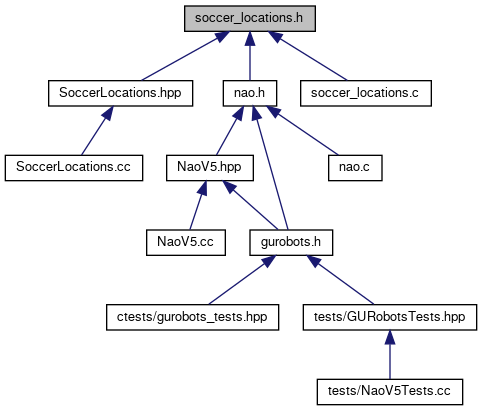 soccer_locations.h
SoccerLocations.hpp
nao.h
soccer_locations.c
SoccerLocations.cc
NaoV5.hpp
nao.c
NaoV5.cc
gurobots.h
ctests/gurobots_tests.hpp
tests/GURobotsTests.hpp
tests/NaoV5Tests.cc